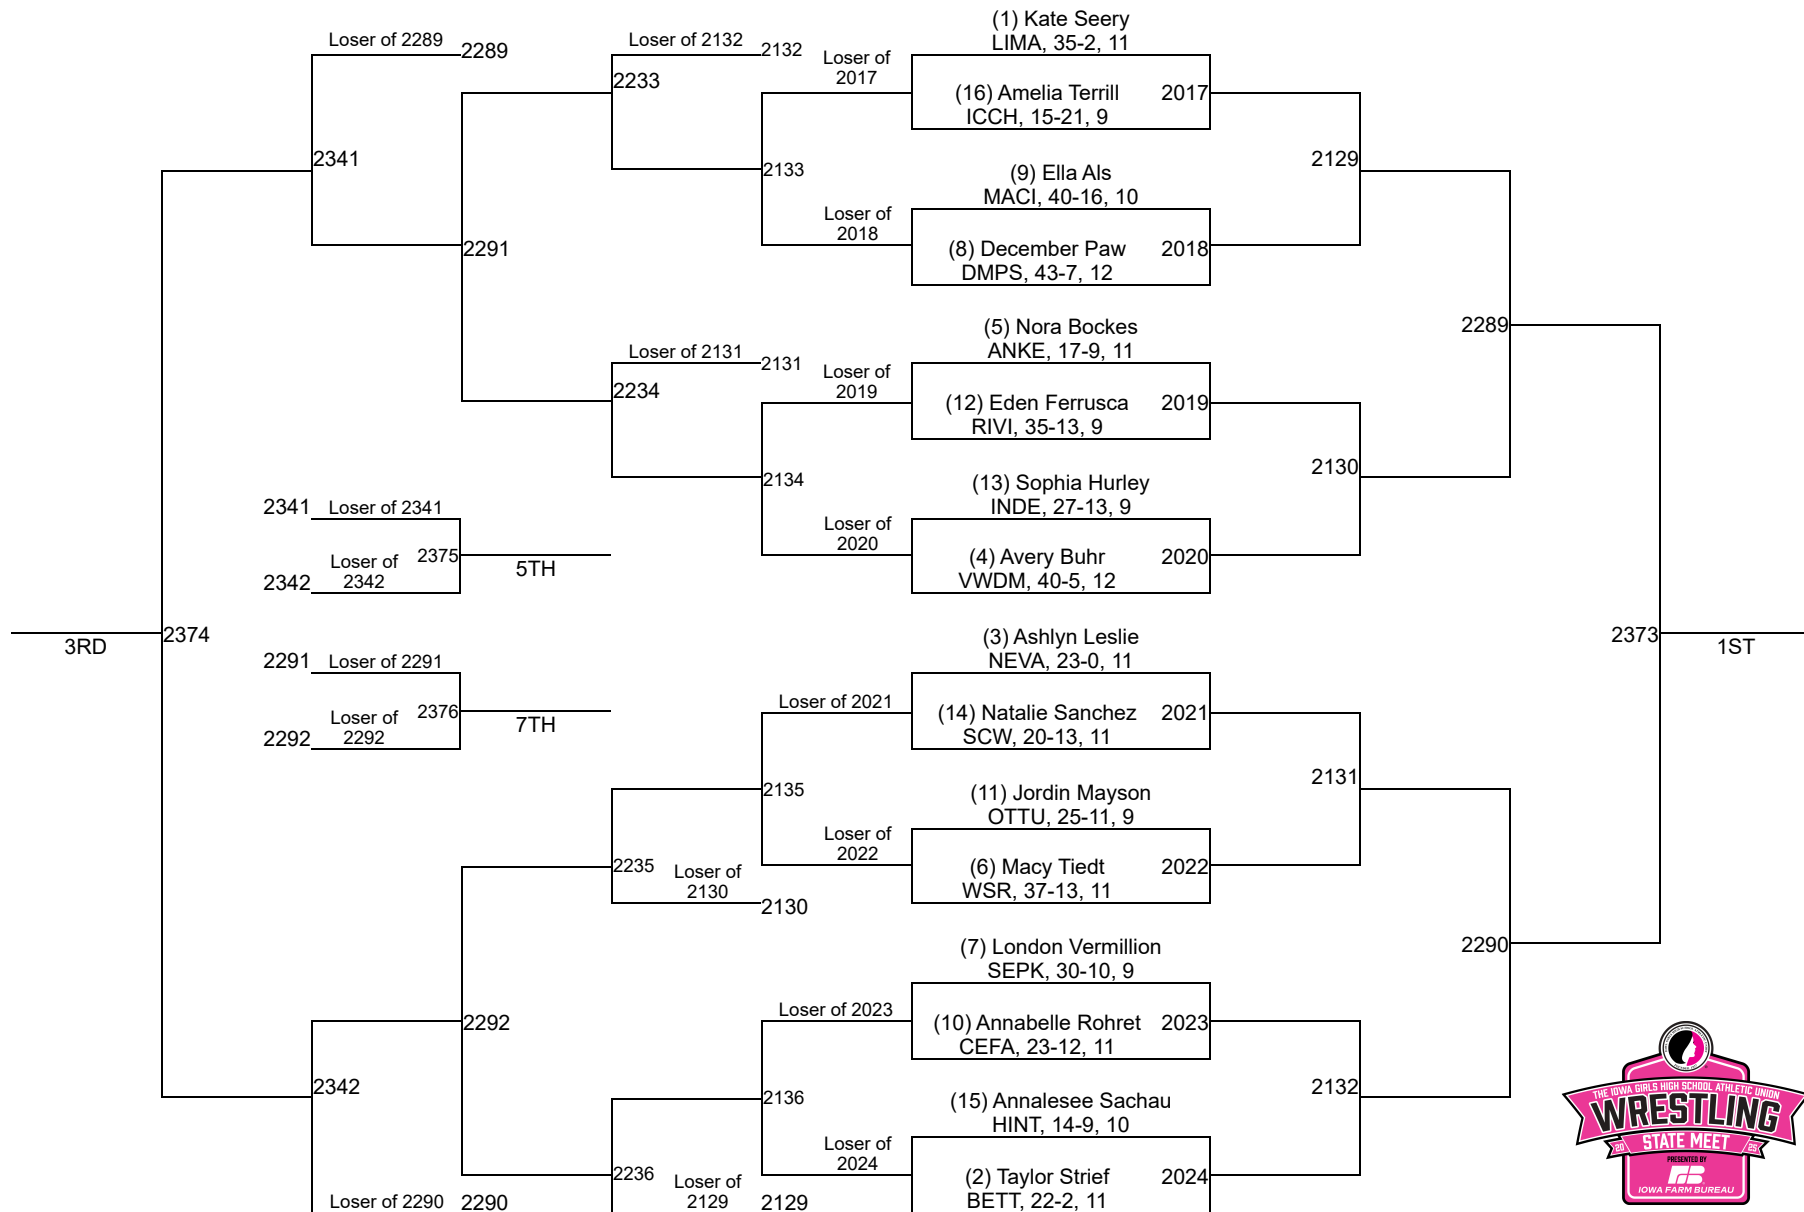 (1) Kate Seery
LIMA, 35-2, 11
Loser of 2289
2289
Loser of 2132
2132
Loser of
2017
2233
(16) Amelia Terrill
ICCH, 15-21, 9
2017
2341
2129
2133
(9) Ella Als
MACI, 40-16, 10
Loser of
2018
2291
(8) December Paw
DMPS, 43-7, 12
2018
(5) Nora Bockes
ANKE, 17-9, 11
2289
Loser of 2131
2131
Loser of
2019
2234
(12) Eden Ferrusca
RIVI, 35-13, 9
2019
2130
2134
(13) Sophia Hurley
INDE, 27-13, 9
2341
Loser of 2341
Loser of
2020
Loser of
2342
2375
5TH
2342
(4) Avery Buhr
VWDM, 40-5, 12
2020
3RD
2374
(3) Ashlyn Leslie
NEVA, 23-0, 11
2373
1ST
2291
Loser of 2291
Loser of
2292
2376
7TH
2292
Loser of 2021
(14) Natalie Sanchez
SCW, 20-13, 11
2021
2131
2135
(11) Jordin Mayson
OTTU, 25-11, 9
Loser of
2022
2235
Loser of
2130
2130
(6) Macy Tiedt
WSR, 37-13, 11
2022
(7) London Vermillion
SEPK, 30-10, 9
2290
Loser of 2023
2292
(10) Annabelle Rohret
CEFA, 23-12, 11
2023
2342
2132
2136
(15) Annalesee Sachau
HINT, 14-9, 10
Loser of
2024
2236
Loser of
2129
2129
(2) Taylor Strief
BETT, 22-2, 11
2024
Loser of 2290
2290
THE IOWA GIRLS HIGH SCHOOL ATHLETIC UNION
WRESTLING
20 STATE MEET 25
PRESENTED BY
FB
IOWA FARM BUREAU